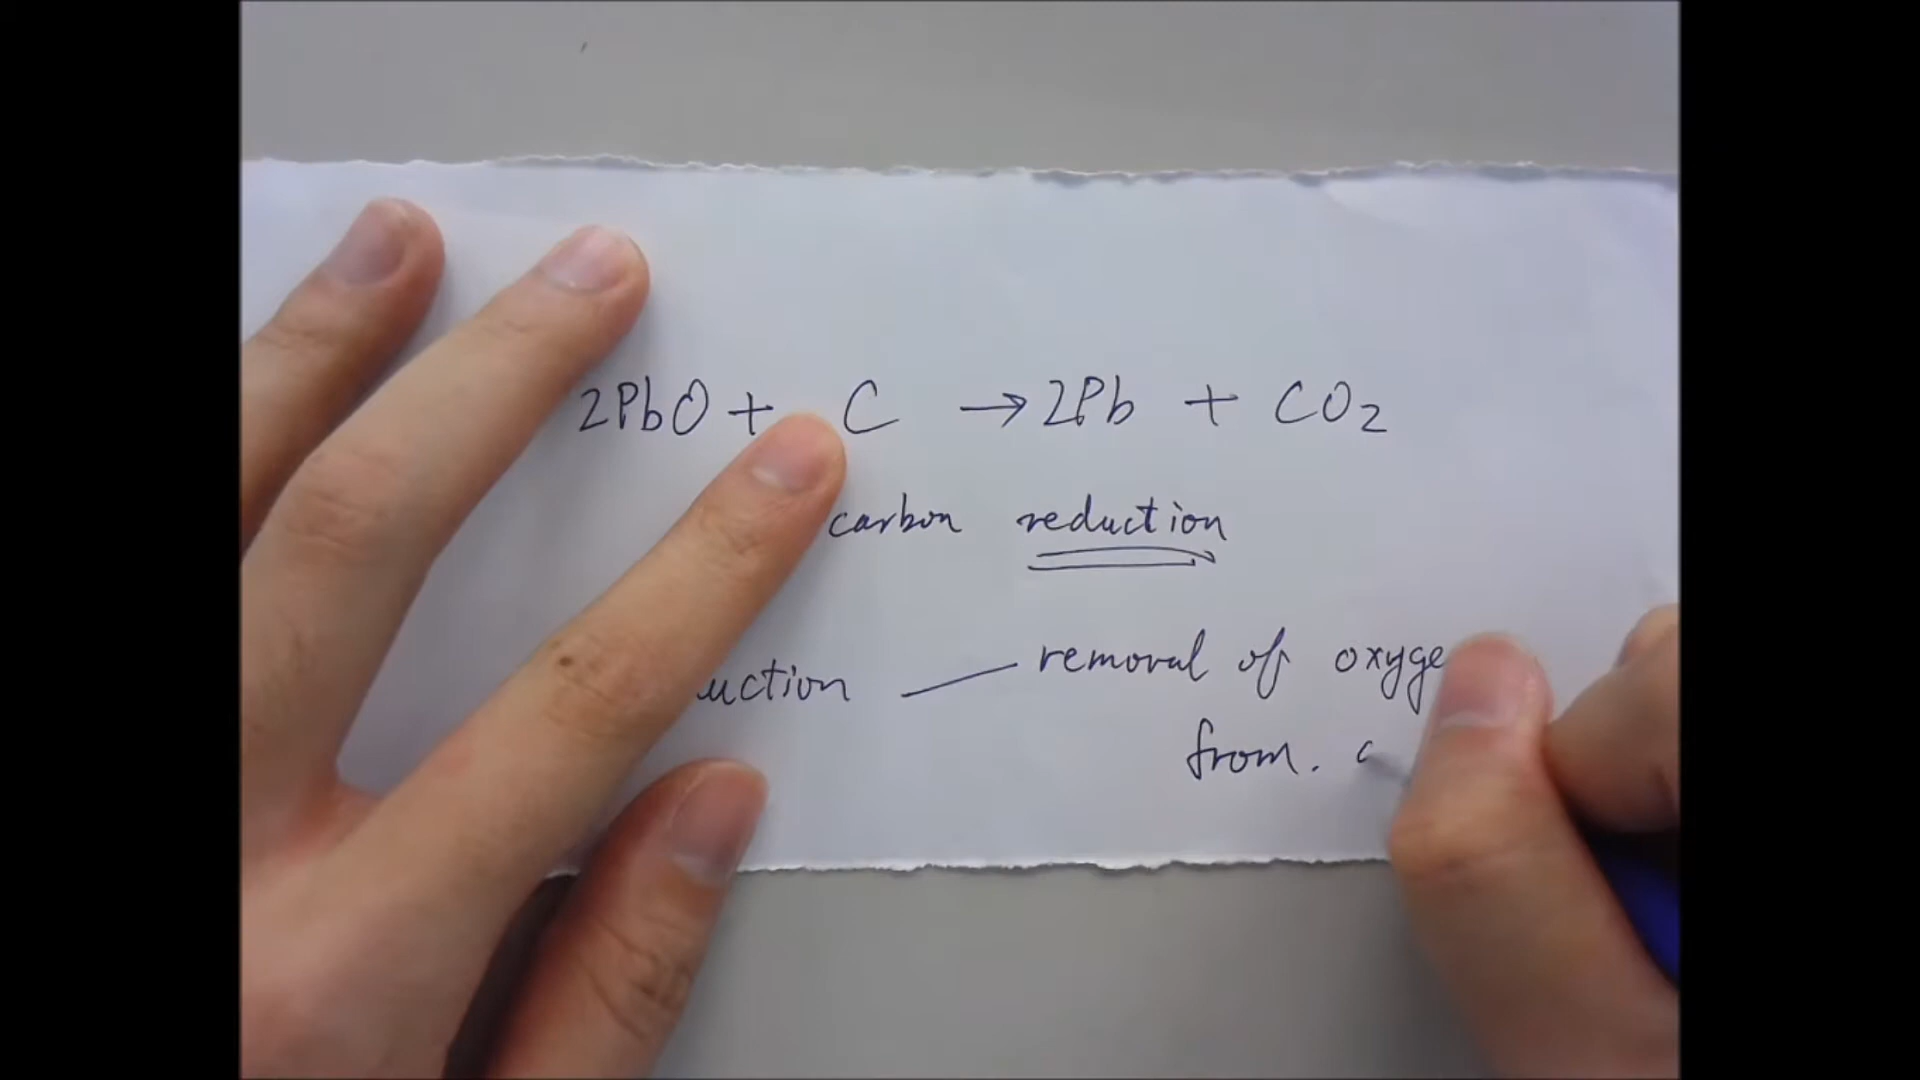 2PbO + C → 2Pb + CO₂
carbon reduction
uction — removal of oxyge
from.